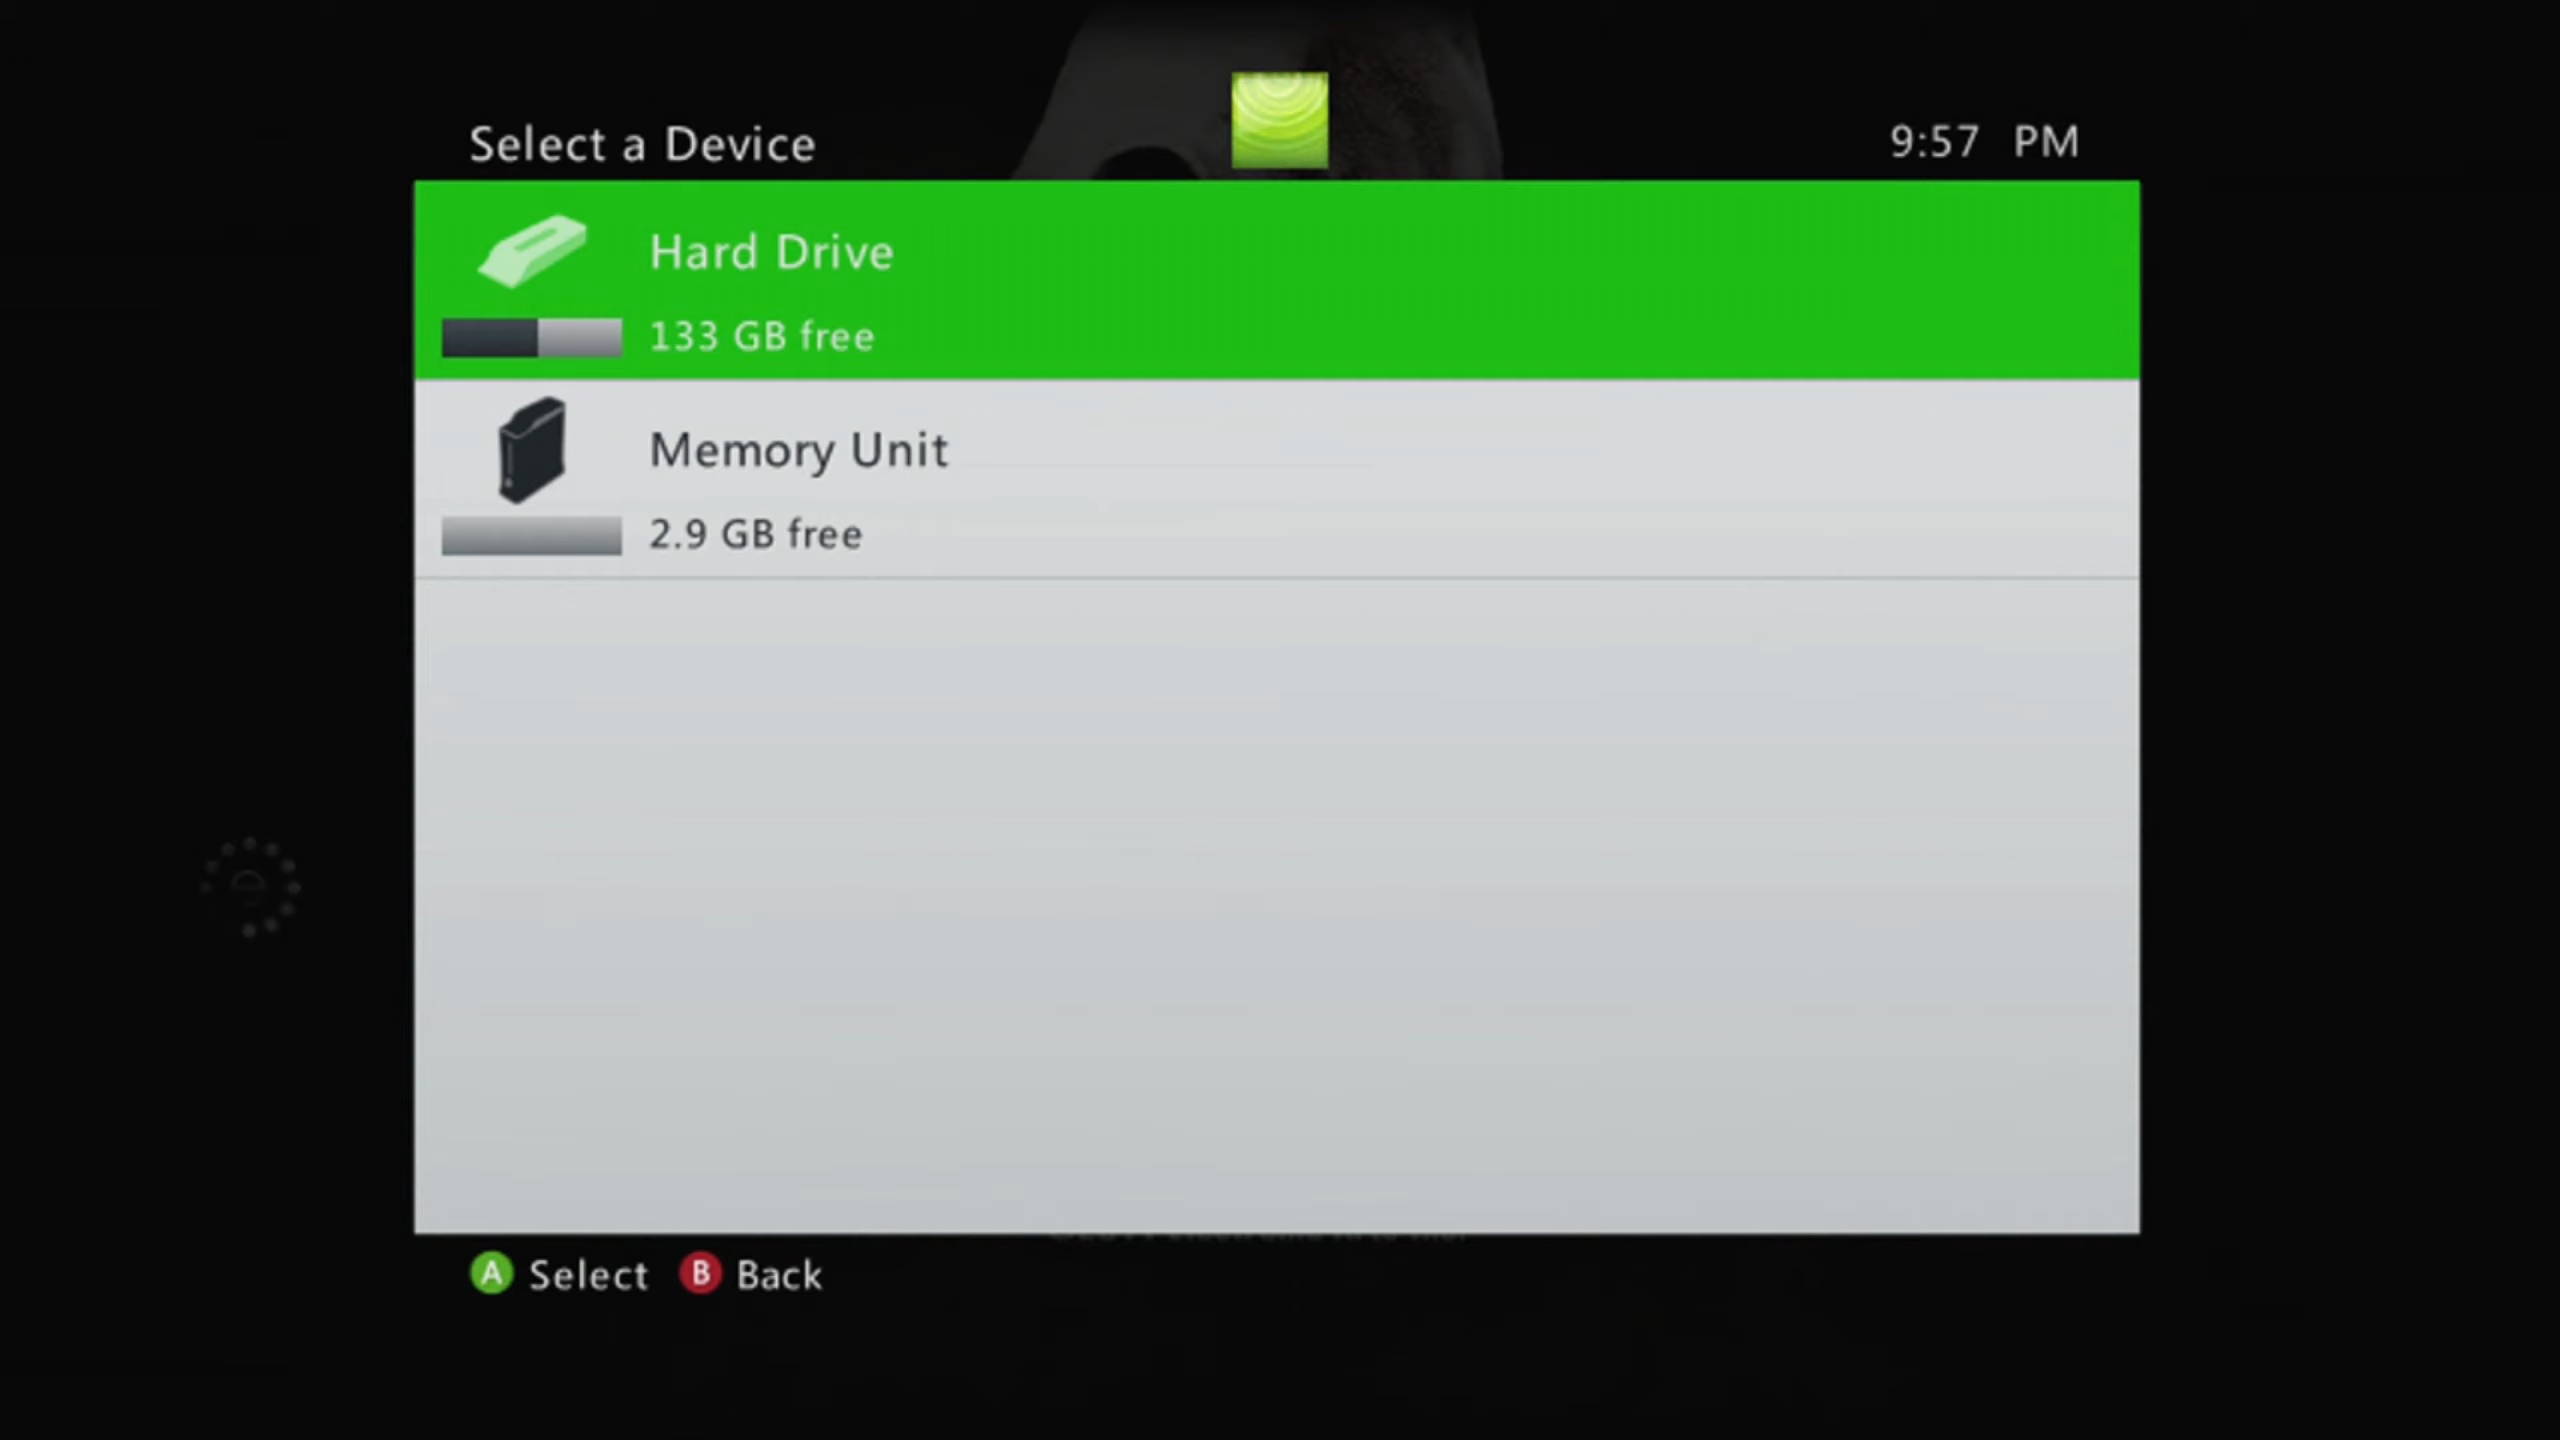 Select a Device
9:57 PM
Hard Drive
133 GB free
Memory Unit
2.9 GB free
A Select B Back